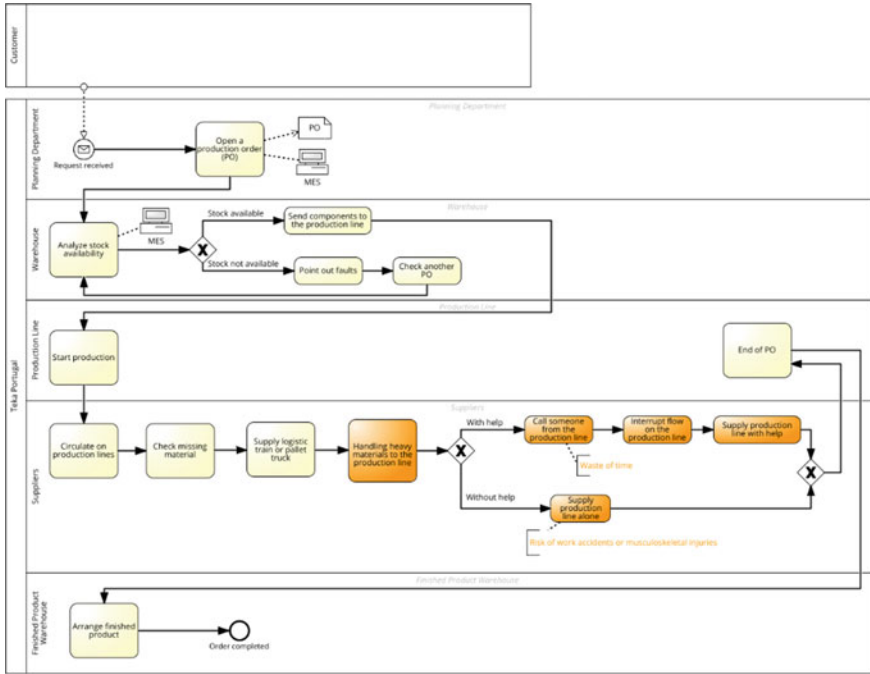 Customer
Teka Portugal
Planning Department
Planning Department
Request received
Open a
production order
(PO)
PO
MES
Warehouse
Warehouse
Analyze stock
availability
MES
Stock available
Send components to
the production line
Stock not available
Point out faults
Check another
PO
Production Line
Production Line
Start production
End of PO
Suppliers
Suppliers
Circulate on
production lines
Check missing
material
Supply logistic
train or pallet
truck
Handling heavy
materials to the
production line
With help
Call someone
from the
production line
Interrupt flow
on the
production line
Supply production
line with help
Waste of time
Without help
Supply
production
line alone
Risk of work accidents or musculoskeletal injuries
Finished Product
Warehouse
Finished Product Warehouse
Arrange finished
product
Order completed